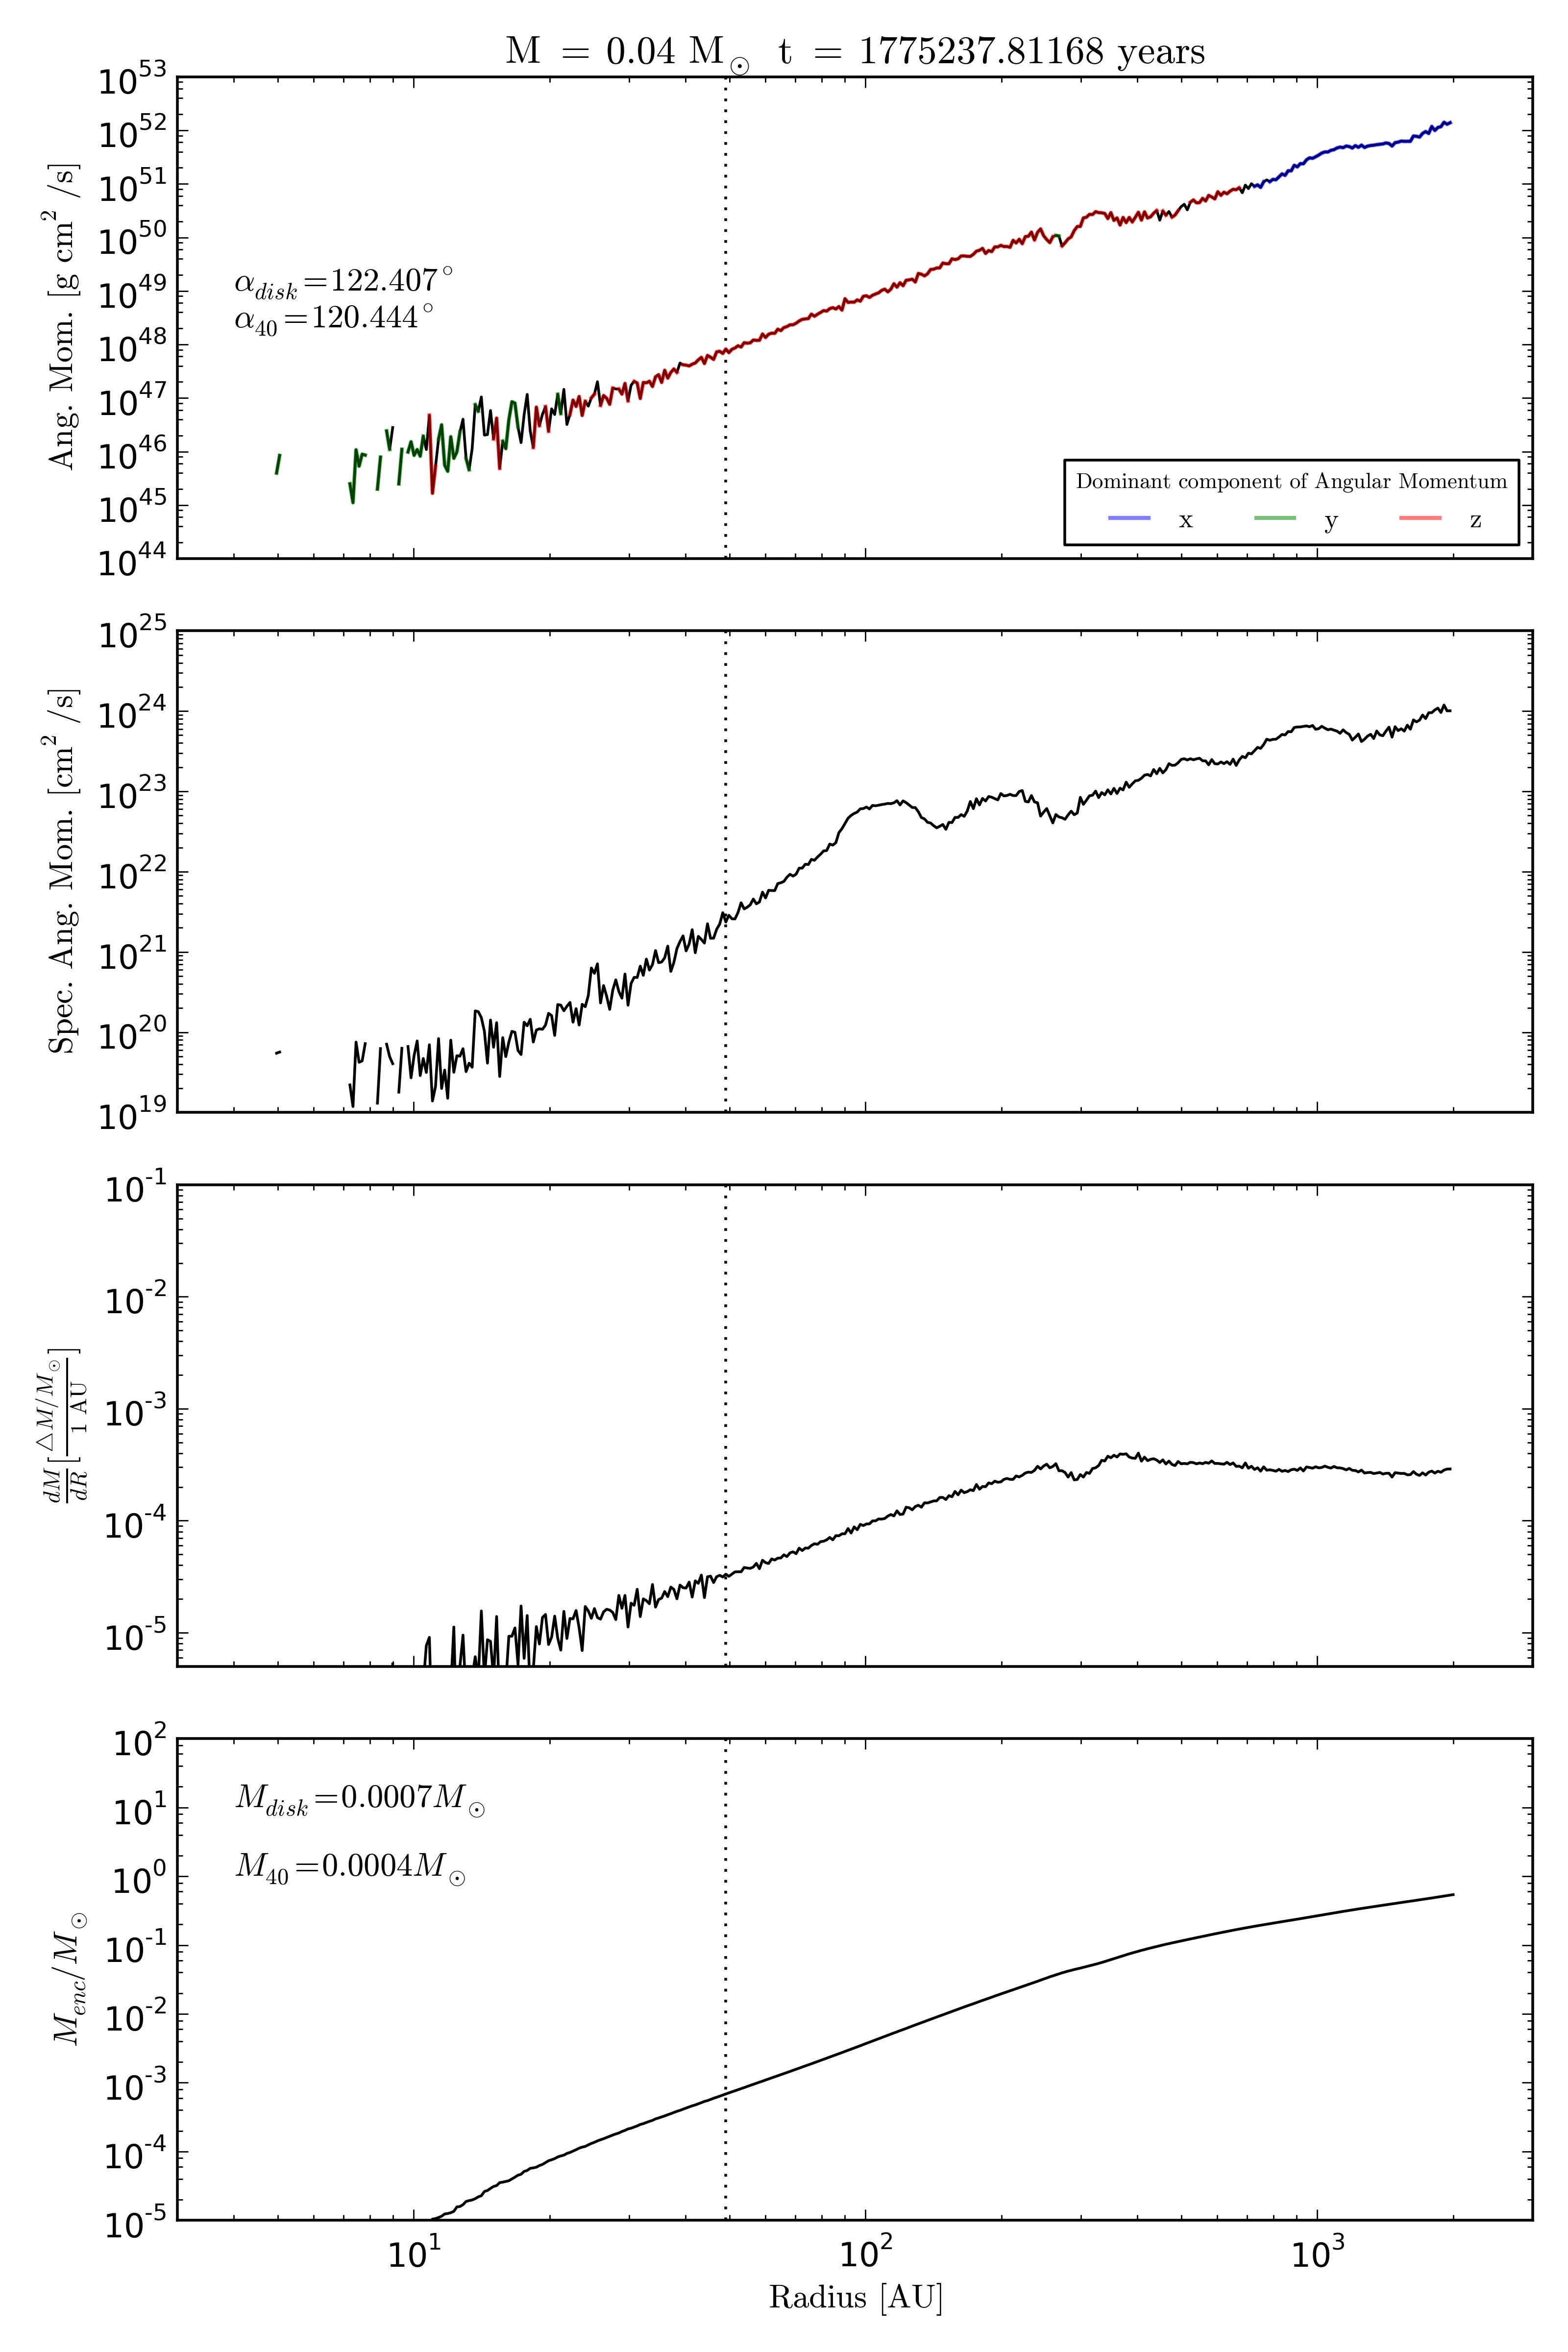 M = 0.04 M⊙ t = 1775237.81168 years
10^53
10^52
10^51
10^50
10^49
10^48
10^47
10^46
10^45
10^44
Ang. Mom. [g cm^2 /s]
α_disk=122.407°
α_40=120.444°
Dominant component of Angular Momentum
x y z
10^25
10^24
10^23
10^22
10^21
10^20
10^19
Spec. Ang. Mom. [cm^2 /s]
10^-1
10^-2
10^-3
10^-4
10^-5
dM/dR [△M/M⊙ / 1 AU]
10^2
10^1
10^0
10^-1
10^-2
10^-3
10^-4
10^-5
M_enc/M⊙
M_disk=0.0007M⊙
M_40=0.0004M⊙
10^1 10^2 10^3
Radius [AU]